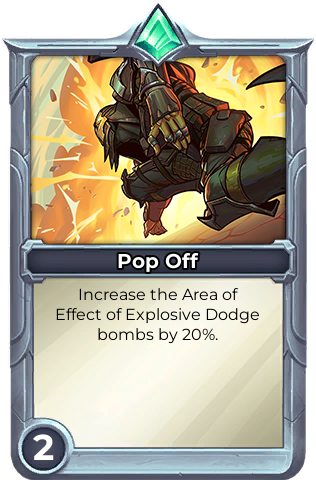 Pop Off
Increase the Area of
Effect of Explosive Dodge
bombs by 20%.
2